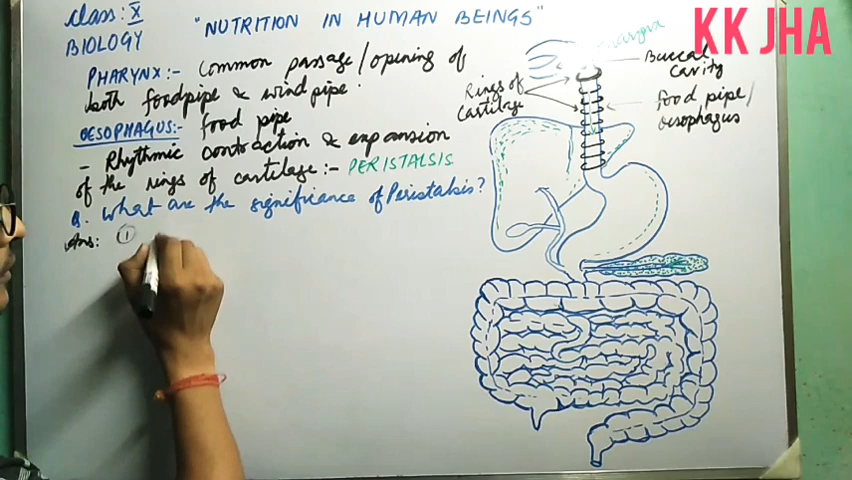 Class: X
"NUTRITION IN HUMAN BEINGS"
KK JHA
BIOLOGY
PHARYNX:- Common passage/opening of
both foodpipe & windpipe.
OESOPHAGUS:- food pipe
- Rhythmic contraction & expansion
of the rings of cartilage:- PERISTALSIS
Q. What are the significance of Peristalsis?
Ans: 1
Pharynx
Buccal
Cavity
Rings of
Cartilage
food pipe/
oesophagus